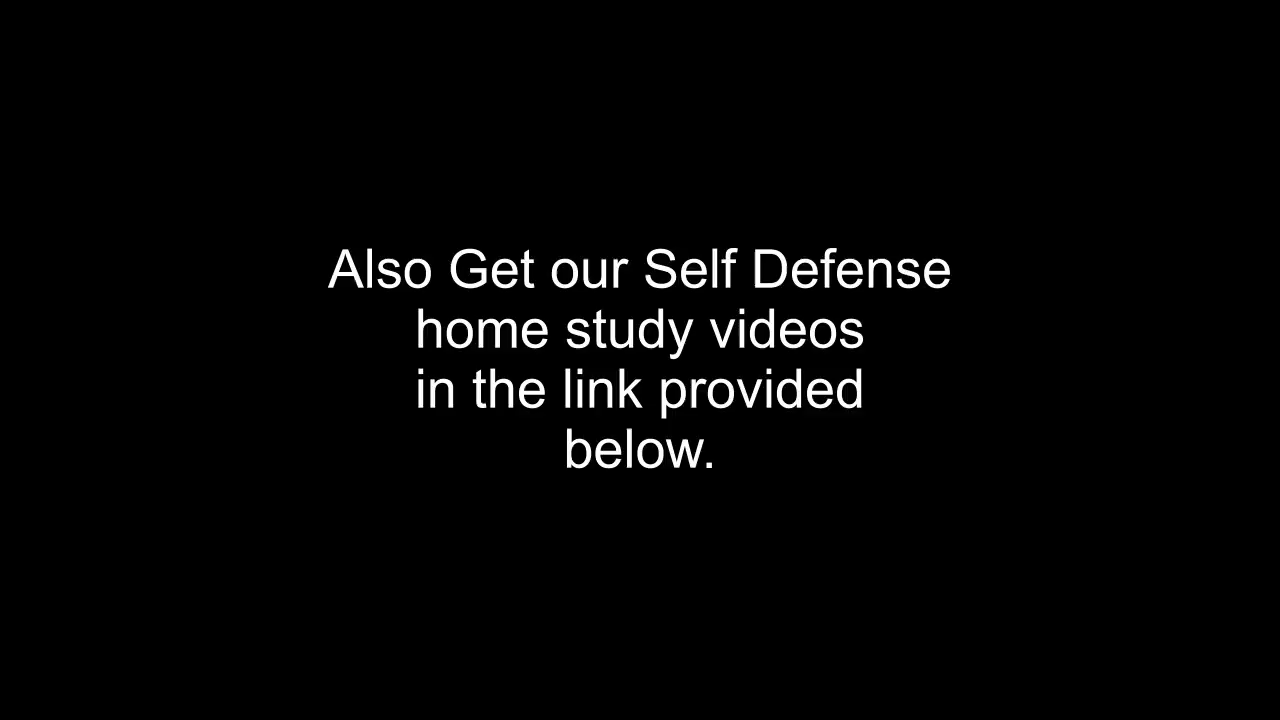 Also Get our Self Defense
home study videos
in the link provided
below.